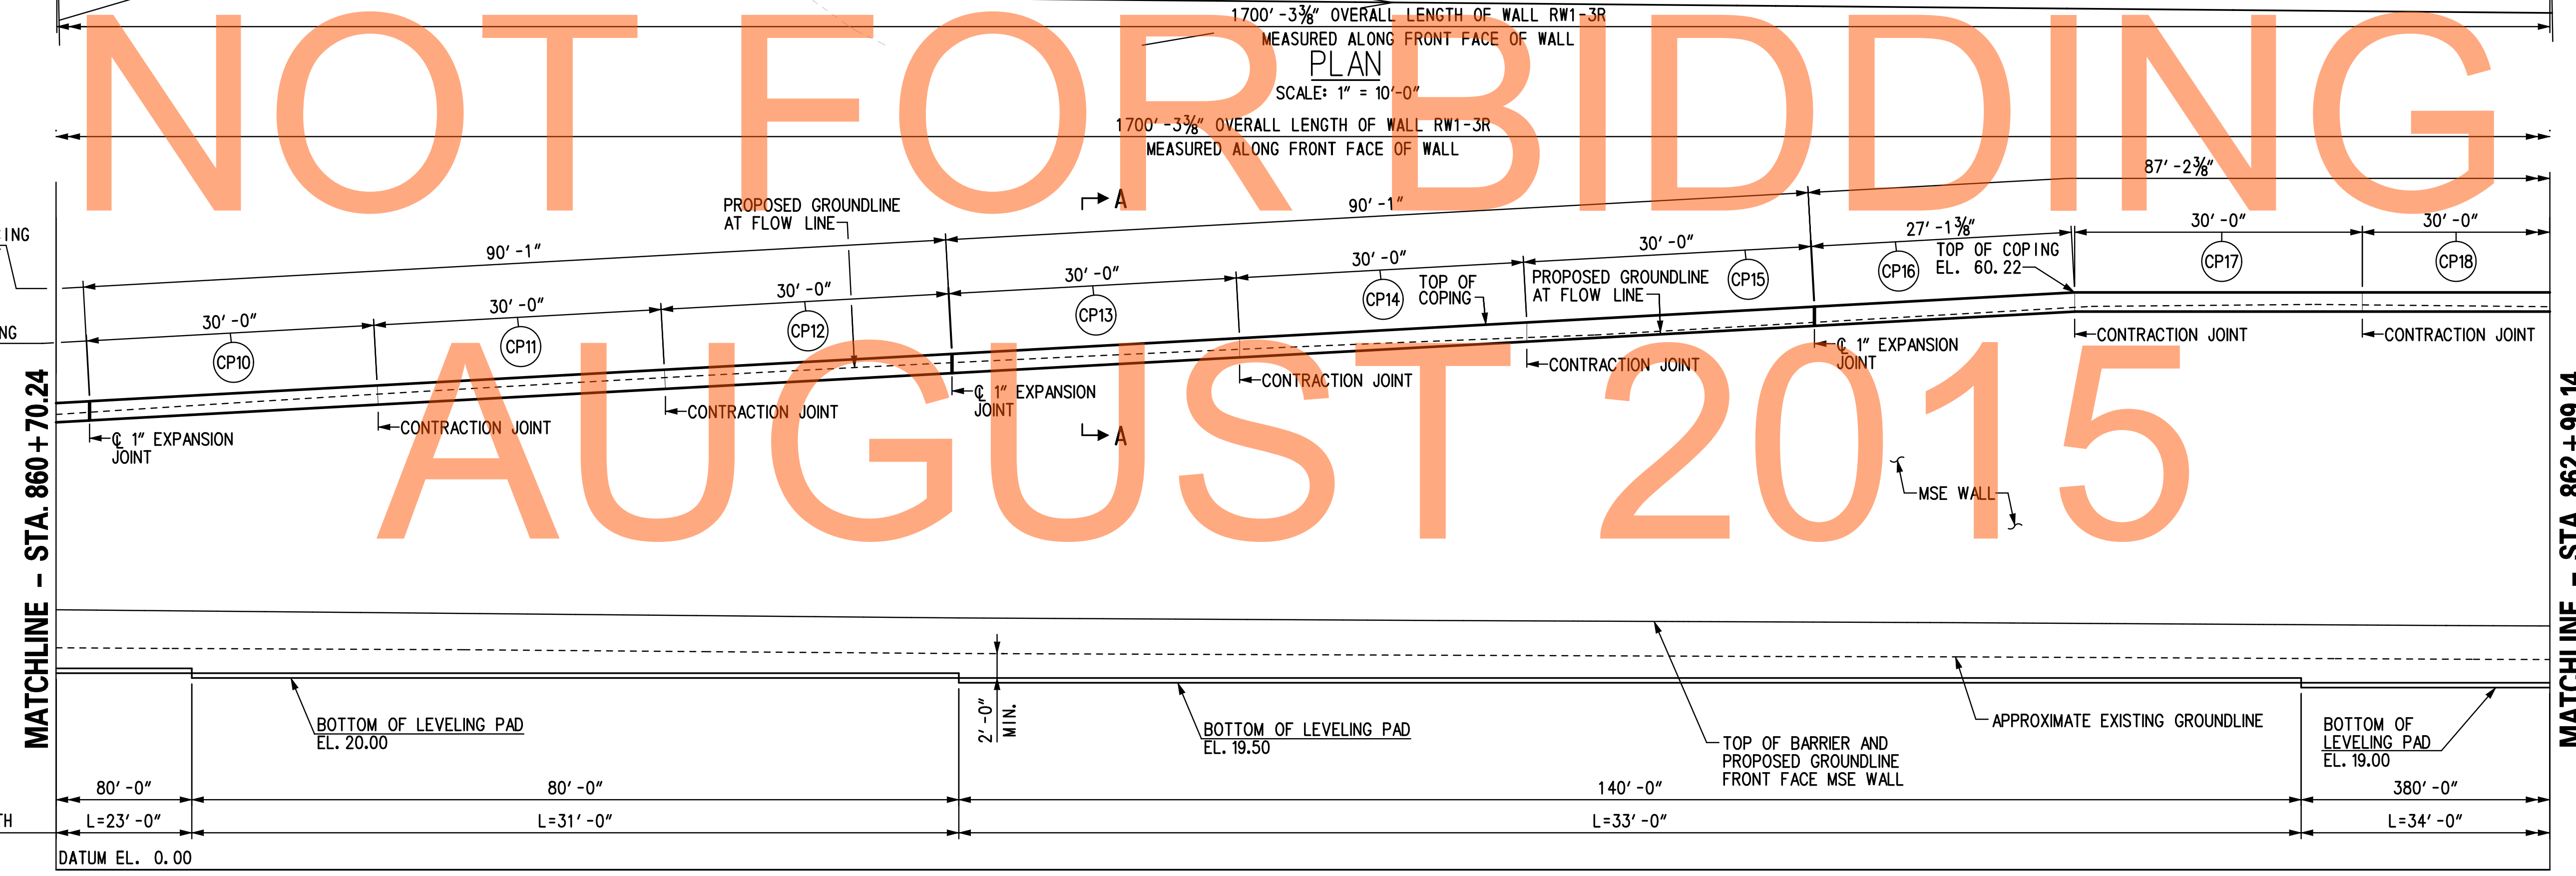 1700'-3⅜" OVERALL LENGTH OF WALL RW1-3R
MEASURED ALONG FRONT FACE OF WALL
PLAN
SCALE: 1" = 10'-0"
1700'-3⅜" OVERALL LENGTH OF WALL RW1-3R
MEASURED ALONG FRONT FACE OF WALL
NOT FOR BIDDING
AUGUST 2015
87'-2⅜"
90'-1"
90'-1"
A
PROPOSED GROUNDLINE
AT FLOW LINE
30'-0"
30'-0"
30'-0"
30'-0"
30'-0"
30'-0"
27'-1⅜"
30'-0"
30'-0"
CP10
CP11
CP12
CP13
CP14
CP15
CP16
CP17
CP18
TOP OF
COPING
PROPOSED GROUNDLINE
AT FLOW LINE
TOP OF COPING
EL. 60.22
℄ 1" EXPANSION
JOINT
CONTRACTION JOINT
CONTRACTION JOINT
℄ 1" EXPANSION
JOINT
CONTRACTION JOINT
CONTRACTION JOINT
℄ 1" EXPANSION
JOINT
CONTRACTION JOINT
CONTRACTION JOINT
A
MSE WALL
MATCHLINE - STA. 860+70.24
MATCHLINE - STA. 862+99.14
BOTTOM OF LEVELING PAD
EL. 20.00
2'-0"
MIN.
BOTTOM OF LEVELING PAD
EL. 19.50
TOP OF BARRIER AND
PROPOSED GROUNDLINE
FRONT FACE MSE WALL
APPROXIMATE EXISTING GROUNDLINE
BOTTOM OF
LEVELING PAD
EL. 19.00
80'-0"
80'-0"
140'-0"
380'-0"
L=23'-0"
L=31'-0"
L=33'-0"
L=34'-0"
DATUM EL. 0.00